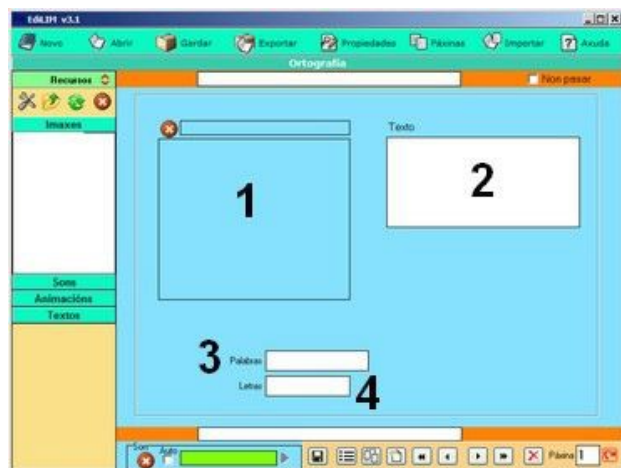 EdiLIM v3.1
Novo Abrir Gardar Exportar Propiedades Páxinas Importar Axuda
Ortografía
Recursos Non pasar
Imaxes
Texto
1
2
Sons
Animacións
Textos
3 Palabras
Letras 4
Son Auto
Páxina 1